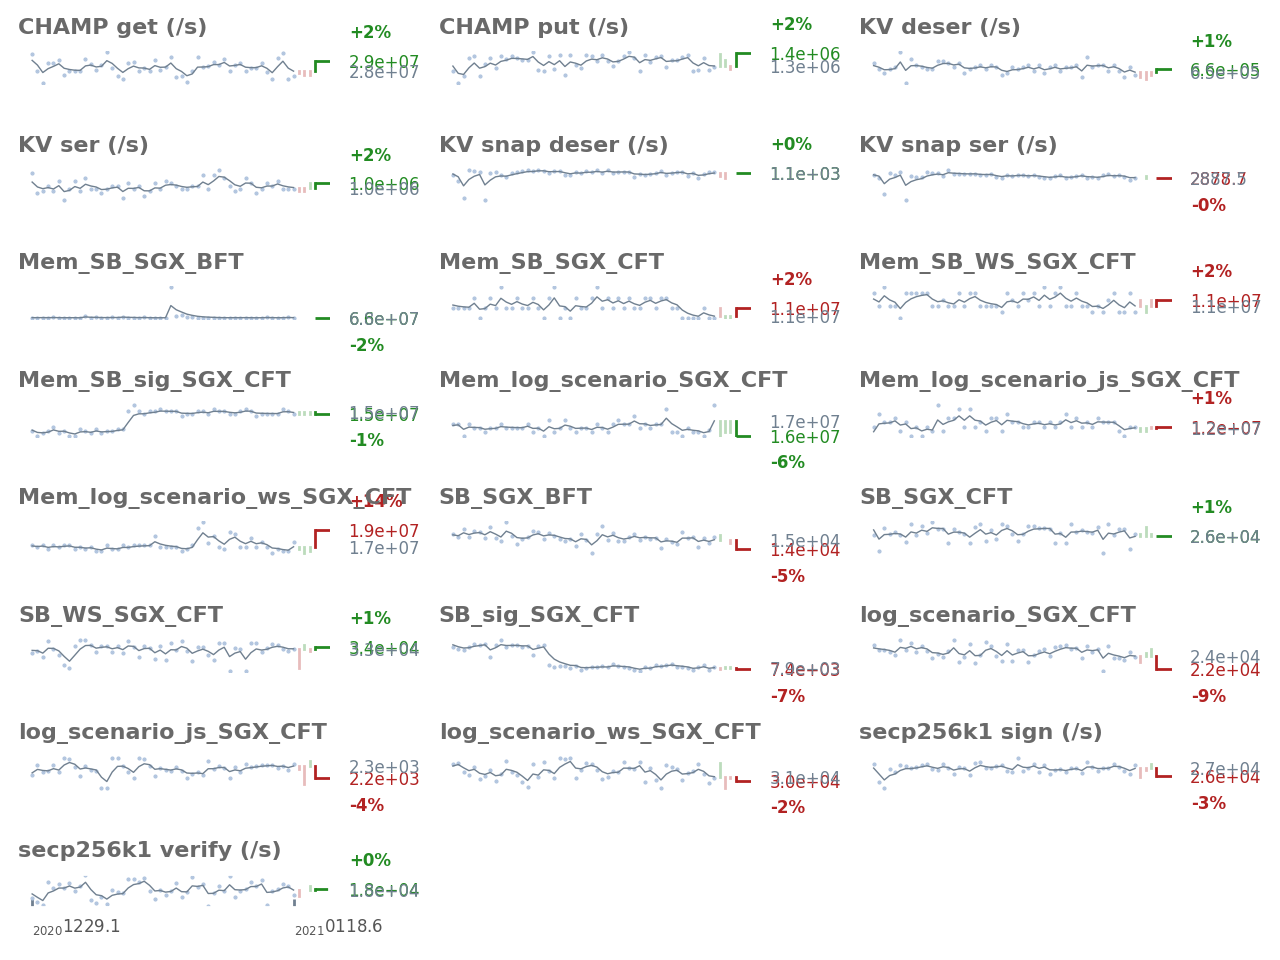 CHAMP get (/s)
+2%
2.9e+07
2.8e+07
CHAMP put (/s)
+2%
1.4e+06
1.3e+06
KV deser (/s)
+1%
6.6e+05
6.5e+05
KV ser (/s)
+2%
1.0e+06
1.0e+06
KV snap deser (/s)
+0%
1.1e+03
KV snap ser (/s)
-0%
Mem_SB_SGX_BFT
6.6e+07
-2%
Mem_SB_SGX_CFT
+2%
1.1e+07
1.1e+07
Mem_SB_WS_SGX_CFT
+2%
1.1e+07
1.1e+07
Mem_SB_sig_SGX_CFT
1.5e+07
1.5e+07
-1%
Mem_log_scenario_SGX_CFT
1.7e+07
1.6e+07
-6%
Mem_log_scenario_js_SGX_CFT
+1%
1.2e+07
Mem_log_scenario_ws_SGX_CFT
+14%
1.9e+07
1.7e+07
SB_SGX_BFT
1.5e+04
1.4e+04
-5%
SB_SGX_CFT
+1%
2.6e+04
SB_WS_SGX_CFT
+1%
3.4e+04
3.3e+04
SB_sig_SGX_CFT
7.4e+03
-7%
log_scenario_SGX_CFT
2.4e+04
2.2e+04
-9%
log_scenario_js_SGX_CFT
2.3e+03
2.2e+03
-4%
log_scenario_ws_SGX_CFT
3.1e+04
3.0e+04
-2%
secp256k1 sign (/s)
2.7e+04
2.6e+04
-3%
secp256k1 verify (/s)
+0%
1.8e+04
20201229.1
20210118.6